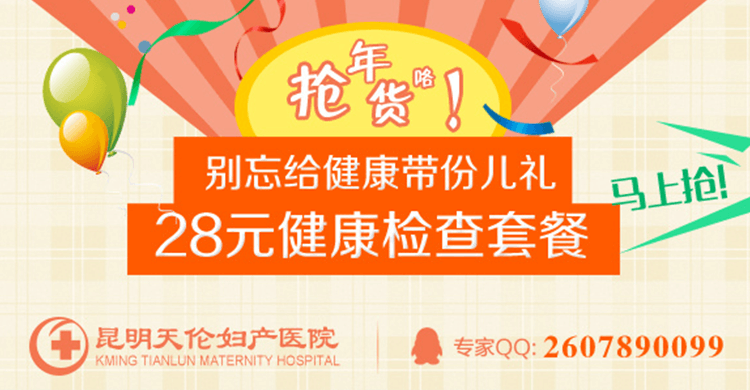 抢年货咯！
别忘给健康带份儿礼
28元健康检查套餐
马上抢!
昆明天伦妇产医院
KMING TIANLUN MATERNITY HOSPITAL
专家QQ: 2607890099